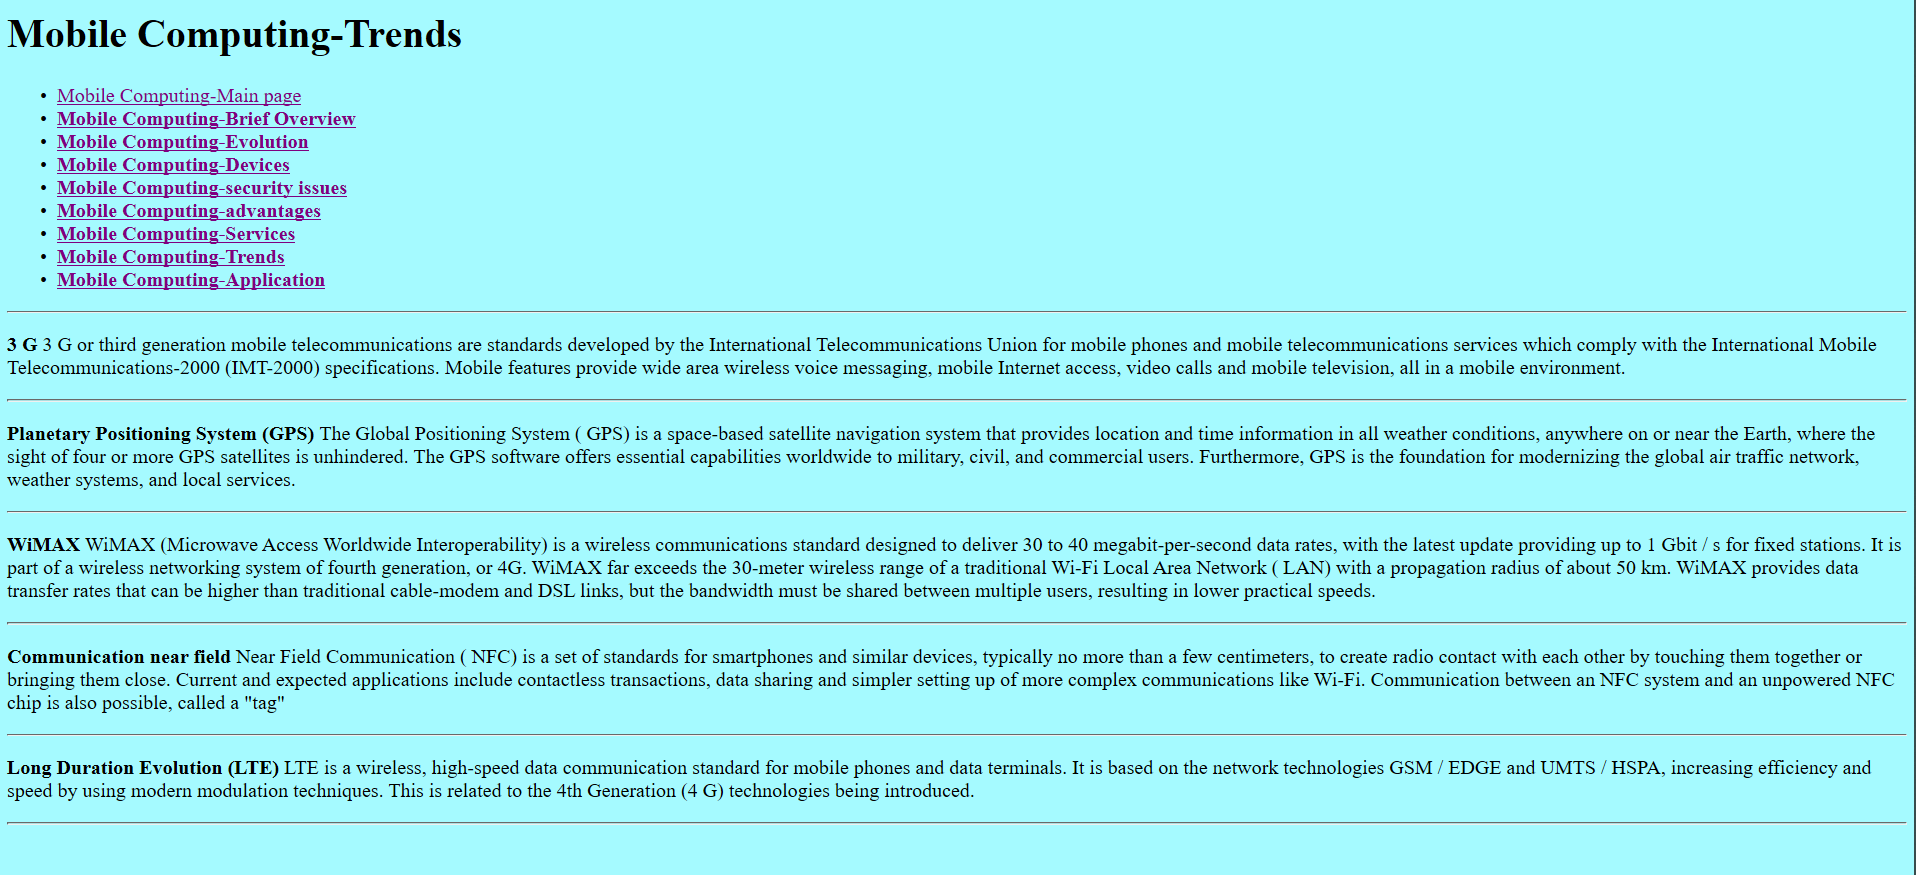 Mobile Computing-Trends
• Mobile Computing-Main page
• Mobile Computing-Brief Overview
• Mobile Computing-Evolution
• Mobile Computing-Devices
• Mobile Computing-security issues
• Mobile Computing-advantages
• Mobile Computing-Services
• Mobile Computing-Trends
• Mobile Computing-Application
3 G 3 G or third generation mobile telecommunications are standards developed by the International Telecommunications Union for mobile phones and mobile telecommunications services which comply with the International Mobile
Telecommunications-2000 (IMT-2000) specifications. Mobile features provide wide area wireless voice messaging, mobile Internet access, video calls and mobile television, all in a mobile environment.
Planetary Positioning System (GPS) The Global Positioning System ( GPS) is a space-based satellite navigation system that provides location and time information in all weather conditions, anywhere on or near the Earth, where the
sight of four or more GPS satellites is unhindered. The GPS software offers essential capabilities worldwide to military, civil, and commercial users. Furthermore, GPS is the foundation for modernizing the global air traffic network,
weather systems, and local services.
WiMAX WiMAX (Microwave Access Worldwide Interoperability) is a wireless communications standard designed to deliver 30 to 40 megabit-per-second data rates, with the latest update providing up to 1 Gbit / s for fixed stations. It is
part of a wireless networking system of fourth generation, or 4G. WiMAX far exceeds the 30-meter wireless range of a traditional Wi-Fi Local Area Network ( LAN) with a propagation radius of about 50 km. WiMAX provides data
transfer rates that can be higher than traditional cable-modem and DSL links, but the bandwidth must be shared between multiple users, resulting in lower practical speeds.
Communication near field Near Field Communication ( NFC) is a set of standards for smartphones and similar devices, typically no more than a few centimeters, to create radio contact with each other by touching them together or
bringing them close. Current and expected applications include contactless transactions, data sharing and simpler setting up of more complex communications like Wi-Fi. Communication between an NFC system and an unpowered NFC
chip is also possible, called a "tag"
Long Duration Evolution (LTE) LTE is a wireless, high-speed data communication standard for mobile phones and data terminals. It is based on the network technologies GSM / EDGE and UMTS / HSPA, increasing efficiency and
speed by using modern modulation techniques. This is related to the 4th Generation (4 G) technologies being introduced.